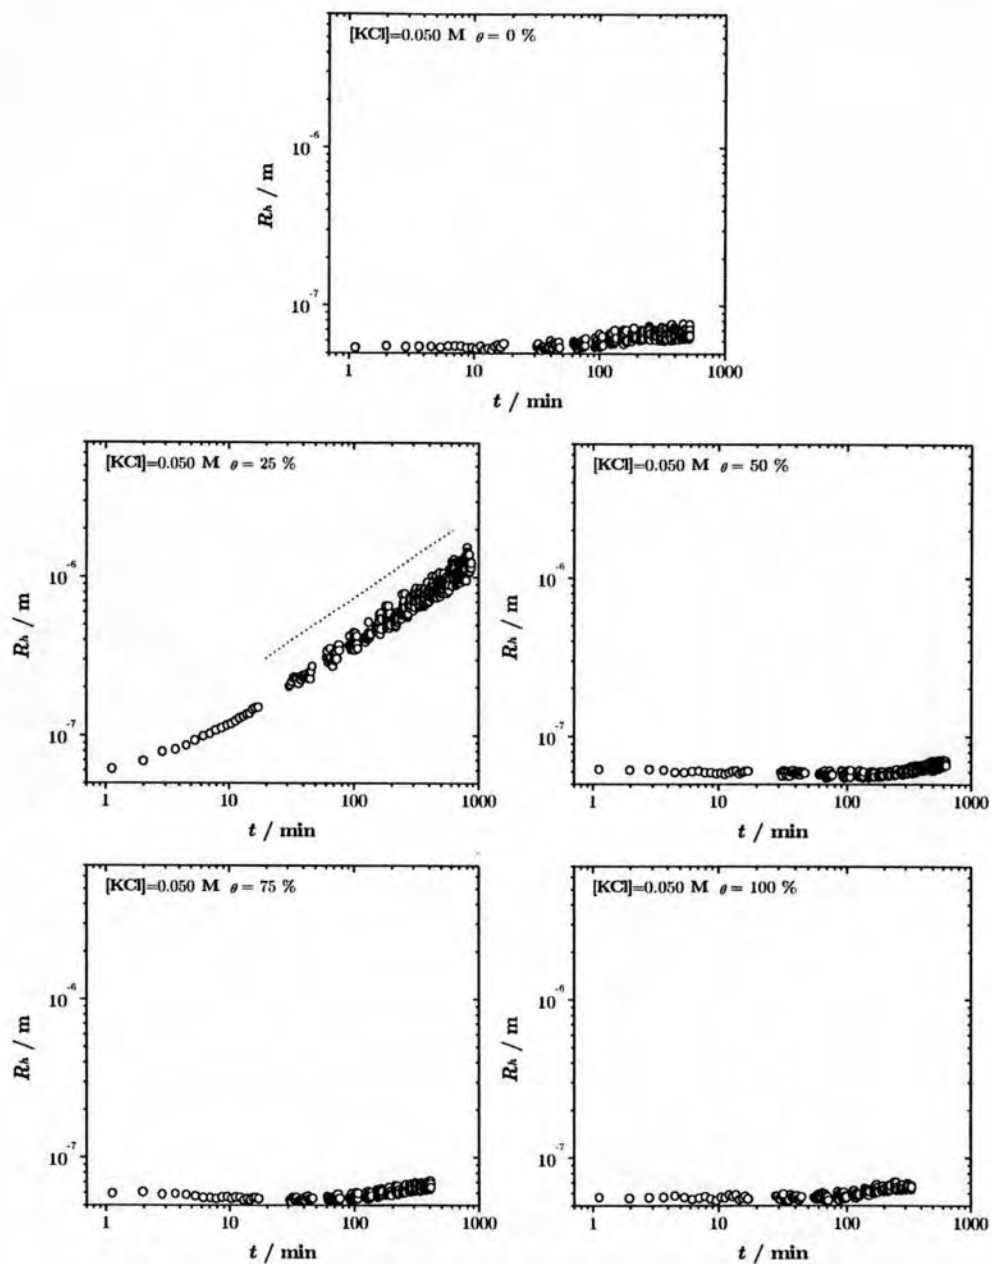 [KCl]=0.050 M θ = 0 %
10⁻⁶
Rₕ / m
10⁻⁷
1 10 100 1000
t / min
[KCl]=0.050 M θ = 25 %
10⁻⁶
Rₕ / m
10⁻⁷
1 10 100 1000
t / min
[KCl]=0.050 M θ = 50 %
10⁻⁶
Rₕ / m
10⁻⁷
1 10 100 1000
t / min
[KCl]=0.050 M θ = 75 %
10⁻⁶
Rₕ / m
10⁻⁷
1 10 100 1000
t / min
[KCl]=0.050 M θ = 100 %
10⁻⁶
Rₕ / m
10⁻⁷
1 10 100 1000
t / min